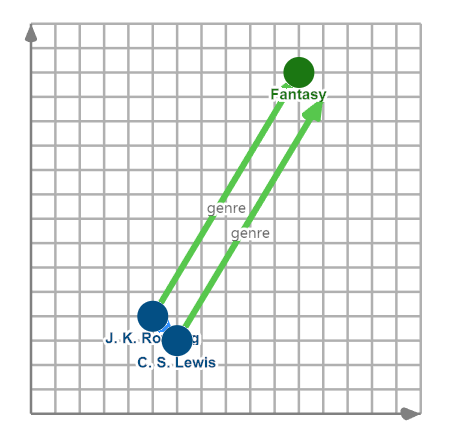 Fantasy
genre
genre
J. K.
C. S. Lewis